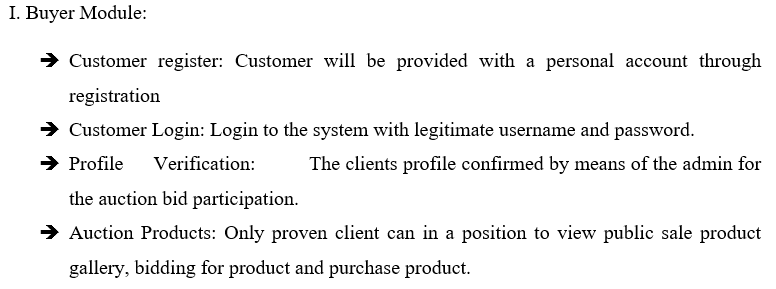 I. Buyer Module:
➔ Customer register: Customer will be provided with a personal account through
registration
➔ Customer Login: Login to the system with legitimate username and password.
➔ Profile Verification: The clients profile confirmed by means of the admin for
the auction bid participation.
➔ Auction Products: Only proven client can in a position to view public sale product
gallery, bidding for product and purchase product.